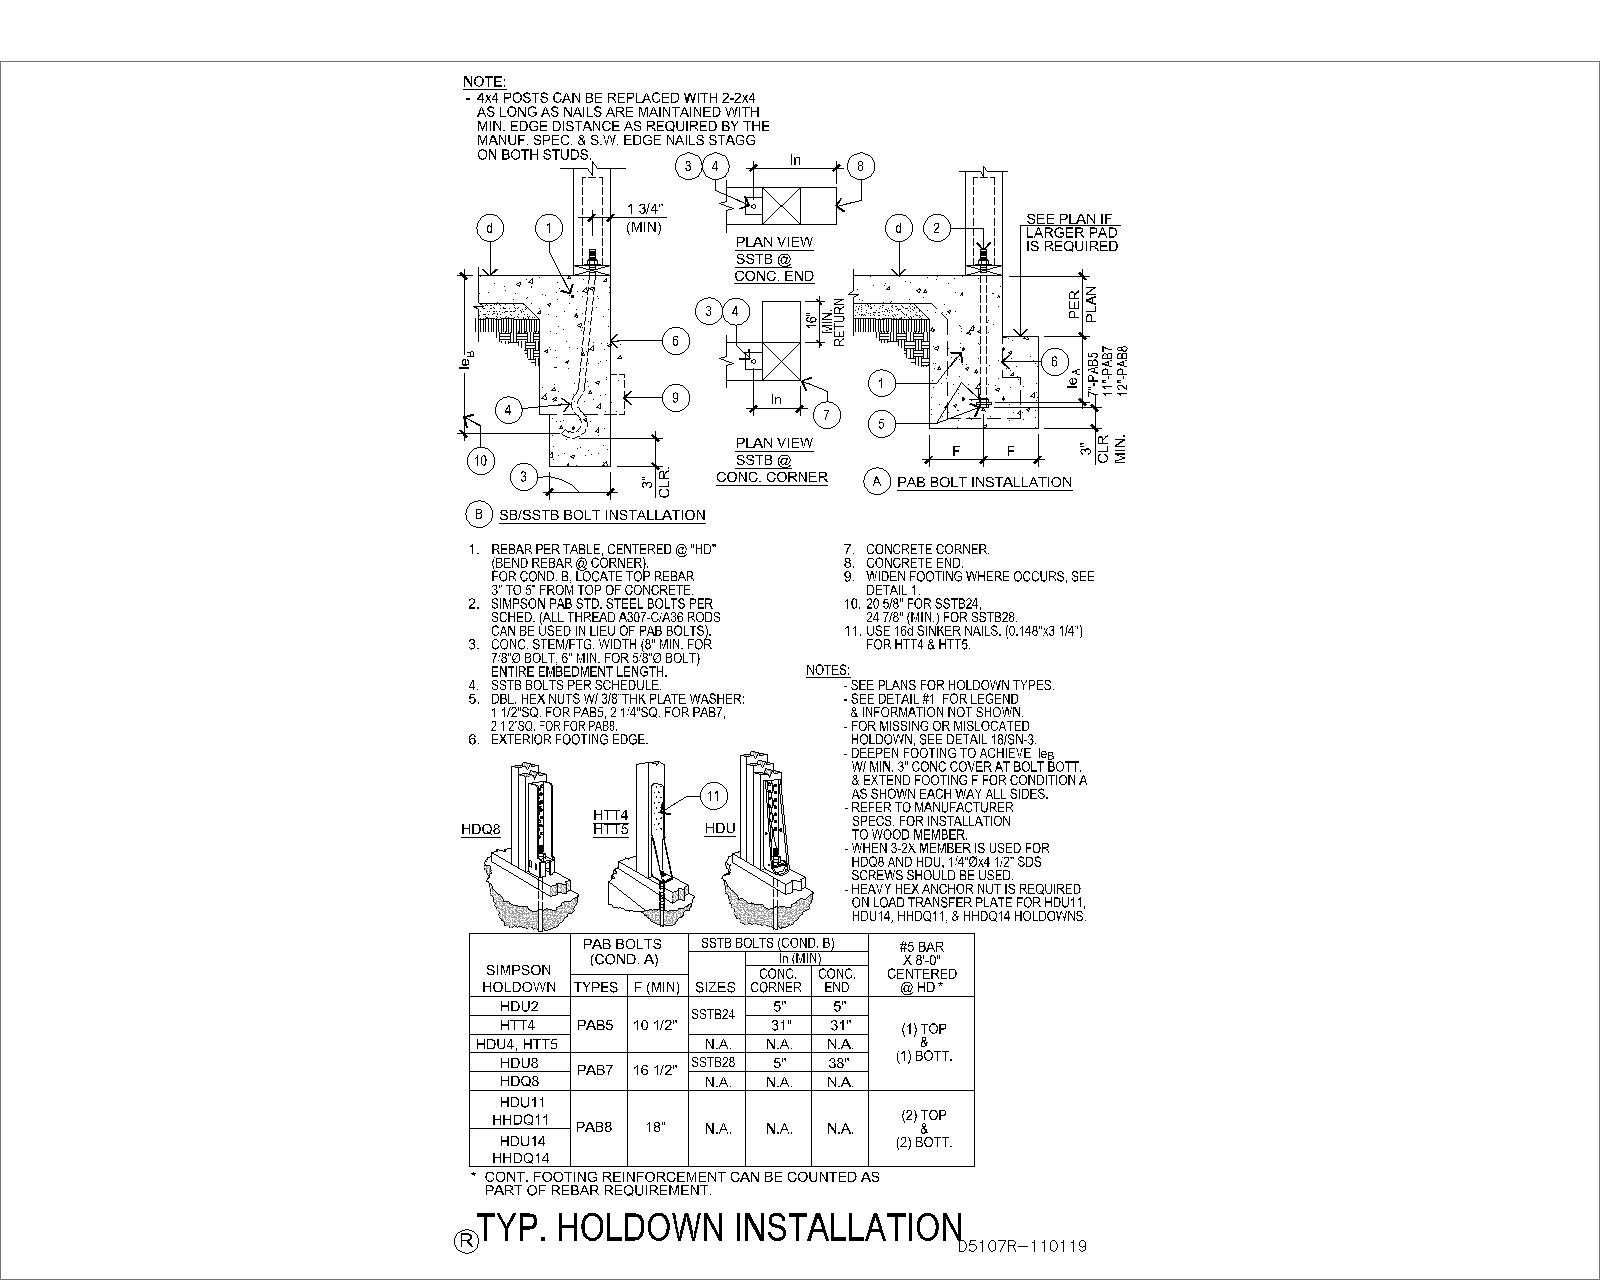 NOTE:
- 4x4 POSTS CAN BE REPLACED WITH 2-2x4
AS LONG AS NAILS ARE MAINTAINED WITH
MIN. EDGE DISTANCE AS REQUIRED BY THE
MANUF. SPEC. & S.W. EDGE NAILS STAGG
ON BOTH STUDS.
1 3/4"
(MIN)
d
1
leB
6
9
4
10
3
3"
CLR.
B SB/SSTB BOLT INSTALLATION
3
4
ln
8
PLAN VIEW
SSTB @
CONC. END
3
4
16"
MIN.
RETURN
ln
7
PLAN VIEW
SSTB @
CONC. CORNER
d
2
SEE PLAN IF
LARGER PAD
IS REQUIRED
PER
PLAN
leA
7"-PAB5
11"-PAB7
12"-PAB8
1
6
5
F
F
3"
CLR
MIN.
A PAB BOLT INSTALLATION
1. REBAR PER TABLE, CENTERED @ "HD"
(BEND REBAR @ CORNER).
FOR COND. B, LOCATE TOP REBAR
3" TO 5" FROM TOP OF CONCRETE.
2. SIMPSON PAB STD. STEEL BOLTS PER
SCHED. (ALL THREAD A307-C/A36 RODS
CAN BE USED IN LIEU OF PAB BOLTS).
3. CONC. STEM/FTG. WIDTH (8" MIN. FOR
7/8"Ø BOLT, 6" MIN. FOR 5/8"Ø BOLT)
ENTIRE EMBEDMENT LENGTH.
4. SSTB BOLTS PER SCHEDULE.
5. DBL. HEX NUTS W/ 3/8"THK PLATE WASHER:
1 1/2"SQ. FOR PAB5, 2 1/4"SQ. FOR PAB7,
2 1/2"SQ. FOR FOR PAB8.
6. EXTERIOR FOOTING EDGE.
7. CONCRETE CORNER.
8. CONCRETE END.
9. WIDEN FOOTING WHERE OCCURS, SEE
DETAIL 1.
10. 20 5/8" FOR SSTB24,
24 7/8" (MIN.) FOR SSTB28.
11. USE 16d SINKER NAILS. (0.148"x3 1/4")
FOR HTT4 & HTT5.
NOTES:
- SEE PLANS FOR HOLDOWN TYPES.
- SEE DETAIL #1 FOR LEGEND
& INFORMATION NOT SHOWN.
- FOR MISSING OR MISLOCATED
HOLDOWN, SEE DETAIL 18/SN-3.
- DEEPEN FOOTING TO ACHIEVE leB
W/ MIN. 3" CONC COVER AT BOLT BOTT.
& EXTEND FOOTING F FOR CONDITION A
AS SHOWN EACH WAY ALL SIDES.
- REFER TO MANUFACTURER
SPECS. FOR INSTALLATION
TO WOOD MEMBER.
- WHEN 3-2X MEMBER IS USED FOR
HDQ8 AND HDU, 1/4"Øx4 1/2" SDS
SCREWS SHOULD BE USED.
- HEAVY HEX ANCHOR NUT IS REQUIRED
ON LOAD TRANSFER PLATE FOR HDU11,
HDU14, HHDQ11, & HHDQ14 HOLDOWNS.
HDQ8
HTT4
HTT5
11
HDU
SIMPSON
HOLDOWN
PAB BOLTS
(COND. A)
TYPES
F (MIN)
SSTB BOLTS (COND. B)
SIZES
ln (MIN)
CONC.
CORNER
CONC.
END
#5 BAR
X 8'-0"
CENTERED
@ HD *
HDU2 5" 5"
SSTB24
HTT4 PAB5 10 1/2" 31" 31"
HDU4, HTT5 N.A. N.A. N.A.
(1) TOP
&
(1) BOTT.
HDU8 SSTB28 5" 38"
PAB7 16 1/2"
HDQ8 N.A. N.A. N.A.
HDU11
HHDQ11
PAB8 18" N.A. N.A. N.A.
HDU14
HHDQ14
(2) TOP
&
(2) BOTT.
* CONT. FOOTING REINFORCEMENT CAN BE COUNTED AS
PART OF REBAR REQUIREMENT.
® TYP. HOLDOWN INSTALLATION
D5107R-110119